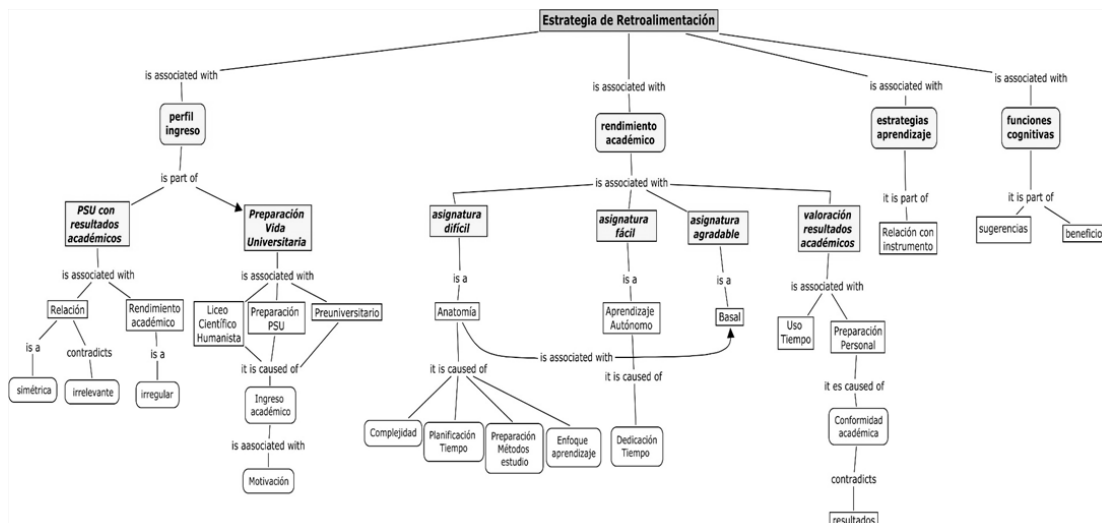 Estrategia de Retroalimentación
is associated with
is associated with
is associated with
is associated with
perfil
ingreso
rendimiento
académico
estrategias
aprendizaje
funciones
cognitivas
is part of
is associated with
it is part of
it is part of
PSU con
resultados
académicos
Preparación
Vida
Universitaria
asignatura
difícil
asignatura
fácil
asignatura
agradable
valoración
resultados
académicos
Relación con
instrumento
sugerencias
beneficio
is associated with
is associated with
is a
is a
is a
is associated with
Relación
Rendimiento
académico
Liceo
Científico
Humanista
Preparación
PSU
Preuniversitario
Anatomía
Aprendizaje
Autónomo
Basal
Uso
Tiempo
Preparación
Personal
is a
contradicts
is a
it is caused of
it is caused of
is associated with
it is caused of
it es caused of
simétrica
irrelevante
irregular
Ingreso
académico
Complejidad
Planificación
Tiempo
Preparación
Métodos
estudio
Enfoque
aprendizaje
Dedicación
Tiempo
Conformidad
académica
is aasociated with
Motivación
contradicts
resultados